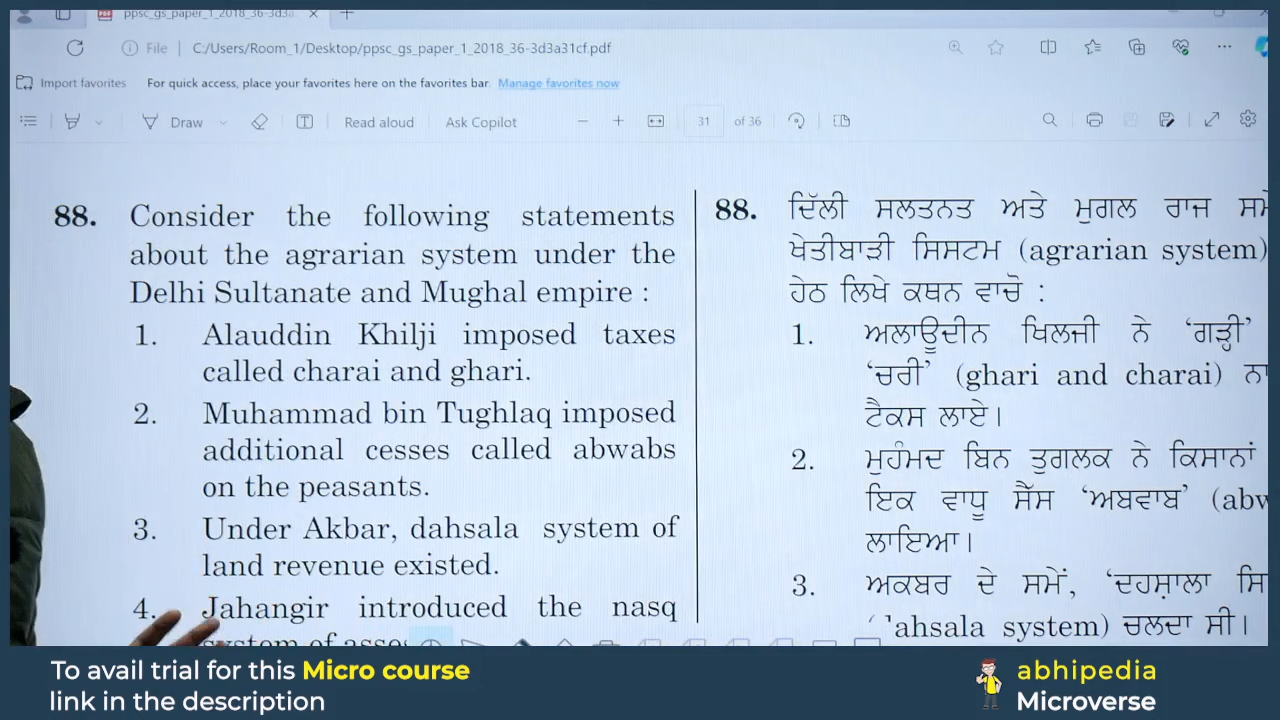 ppsc_gs_paper_1_2018_36-3d3a
File C:/Users/Room_1/Desktop/ppsc_gs_paper_1_2018_36-3d3a31cf.pdf
Import favorites For quick access, place your favorites here on the favorites bar. Manage favorites now
Draw Read aloud Ask Copilot 31 of 36
88. Consider the following statements
about the agrarian system under the
Delhi Sultanate and Mughal empire :
1. Alauddin Khilji imposed taxes
called charai and ghari.
2. Muhammad bin Tughlaq imposed
additional cesses called abwabs
on the peasants.
3. Under Akbar, dahsala system of
land revenue existed.
4. Jahangir introduced the nasq
system of
88. ਦਿੱਲੀ ਸਲਤਨਤ ਅਤੇ ਮੁਗਲ ਰਾਜ
ਖੇਤੀਬਾੜੀ ਸਿਸਟਮ (agrarian system)
ਹੇਠ ਲਿਖੇ ਕਥਨ ਵਾਚੋ :
1. ਅਲਾਊਦੀਨ ਖਿਲਜੀ ਨੇ ‘ਗੜ੍ਹੀ’
‘ਚਰੀ’ (ghari and charai)
ਟੈਕਸ ਲਾਏ।
2. ਮੁਹੰਮਦ ਬਿਨ ਤੁਗਲਕ ਨੇ ਕਿਸਾਨਾਂ
ਇਕ ਵਾਧੂ ਸੈੱਸ ‘ਅਬਵਾਬ’
ਲਾਇਆ।
3. ਅਕਬਰ ਦੇ ਸਮੇਂ, ‘ਦਹਸ਼ਾਲਾ
system) ਚਲਦਾ ਸੀ।
To avail trial for this Micro course
link in the description
abhipedia
Microverse